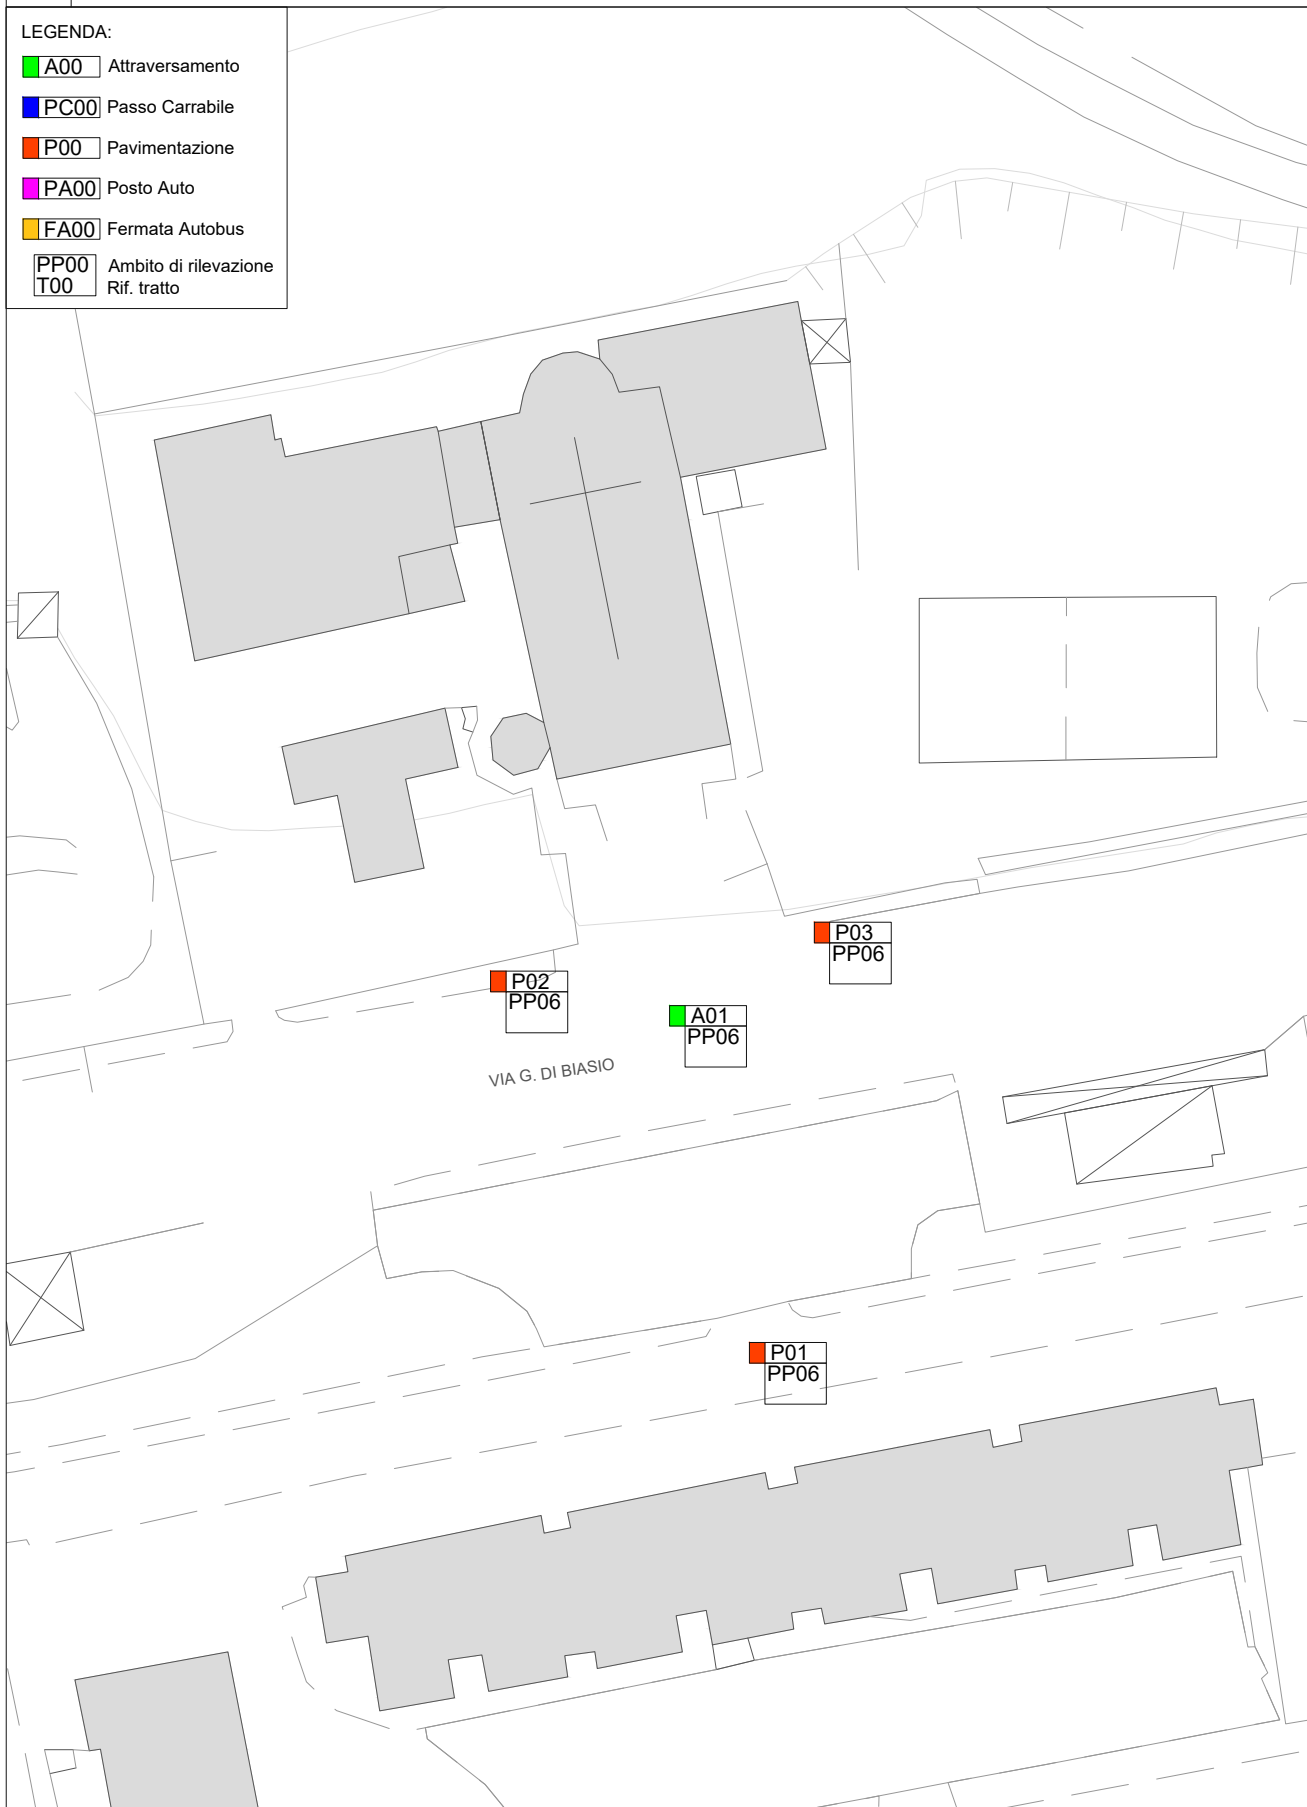 LEGENDA:
A00 Attraversamento
PC00 Passo Carrabile
P00 Pavimentazione
PA00 Posto Auto
FA00 Fermata Autobus
PP00 Ambito di rilevazione
T00 Rif. tratto
P03
PP06
P02
PP06
A01
PP06
VIA G. DI BIASIO
P01
PP06